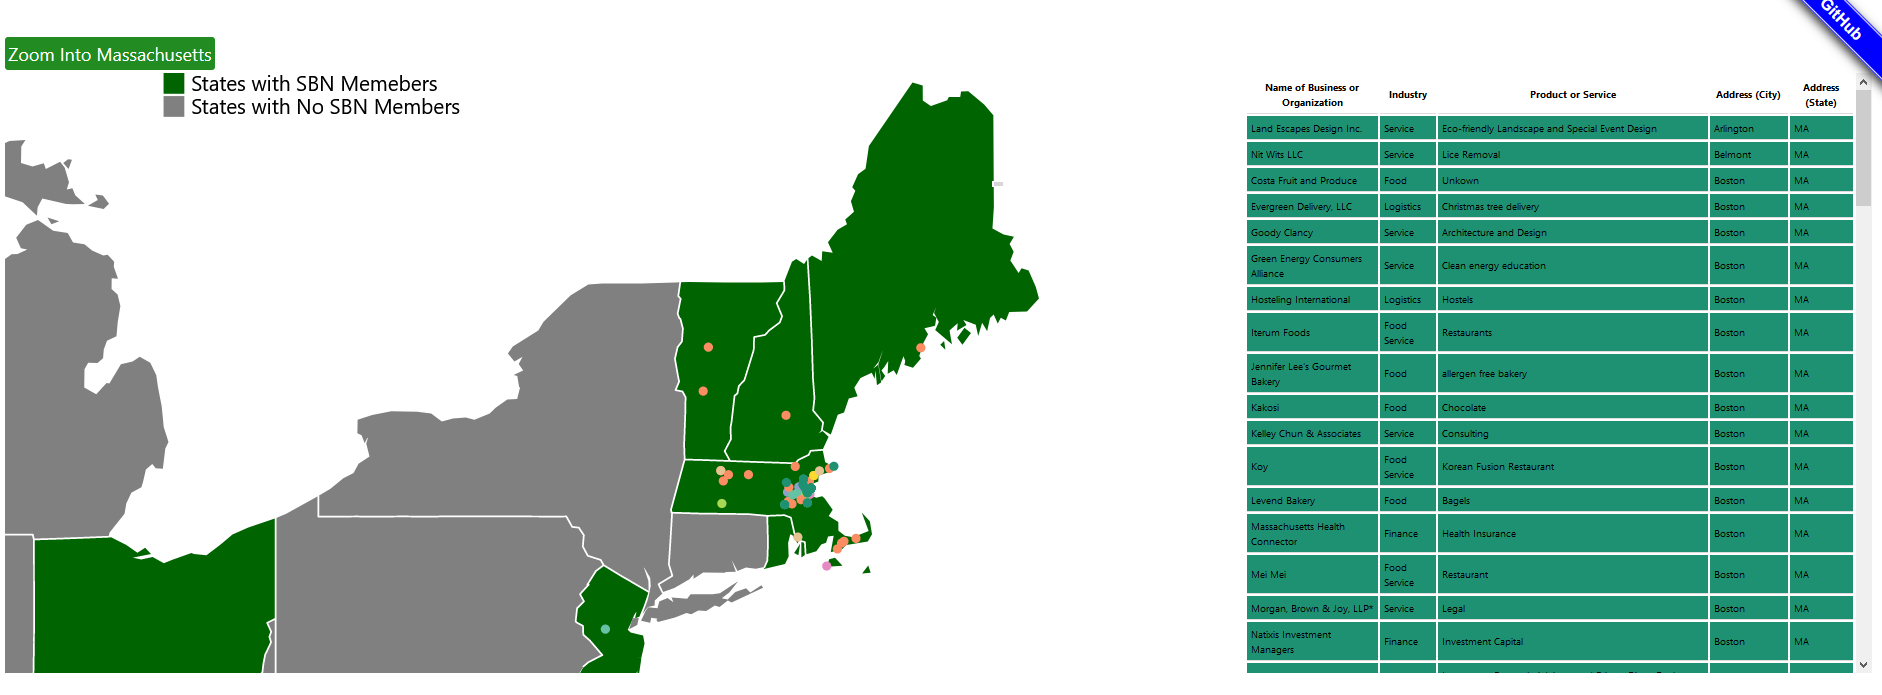 GitHub
Zoom Into Massachusetts
States with SBN Memebers
States with No SBN Members
Name of Business or
Organization
Industry
Product or Service
Address (City)
Address
(State)
Land Escapes Design Inc. Service Eco-friendly Landscape and Special Event Design Arlington MA
Nit Wits LLC Service Lice Removal Belmont MA
Costa Fruit and Produce Food Unkown Boston MA
Evergreen Delivery, LLC Logistics Christmas tree delivery Boston MA
Goody Clancy Service Architecture and Design Boston MA
Green Energy Consumers
Alliance
Service Clean energy education Boston MA
Hosteling International Logistics Hostels Boston MA
Iterum Foods
Food
Service
Restaurants Boston MA
Jennifer Lee's Gourmet
Bakery
Food allergen free bakery Boston MA
Kakosi Food Chocolate Boston MA
Kelley Chun & Associates Service Consulting Boston MA
Koy
Food
Service
Korean Fusion Restaurant Boston MA
Levend Bakery Food Bagels Boston MA
Massachusetts Health
Connector
Finance Health Insurance Boston MA
Mei Mei
Food
Service
Restaurant Boston MA
Morgan, Brown & Joy, LLP* Service Legal Boston MA
Natixis Investment
Managers
Finance Investment Capital Boston MA